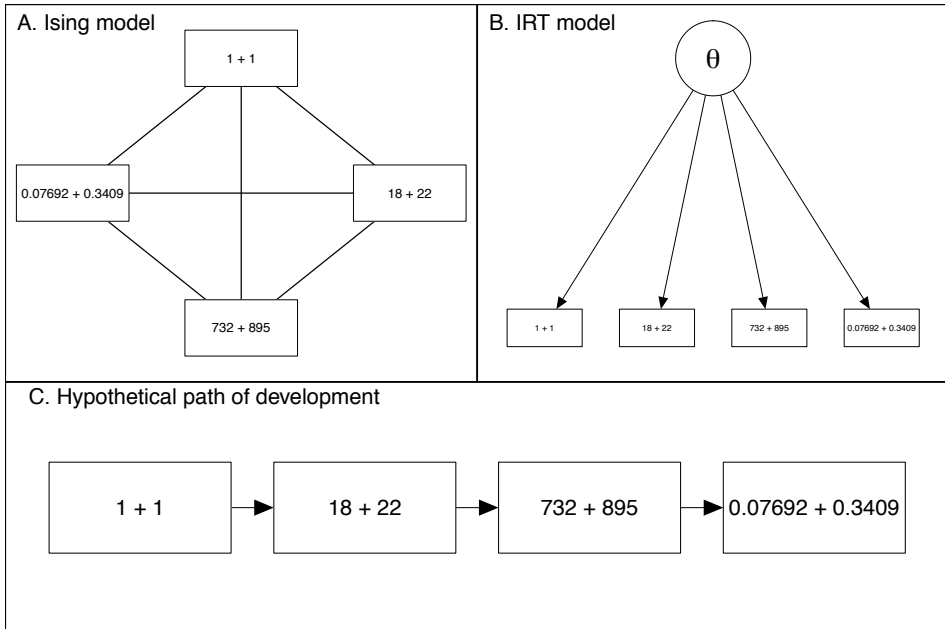 A. Ising model
1 + 1
0.07692 + 0.3409
18 + 22
732 + 895
B. IRT model
θ
1 + 1
18 + 22
732 + 895
0.07692 + 0.3409
C. Hypothetical path of development
1 + 1
18 + 22
732 + 895
0.07692 + 0.3409